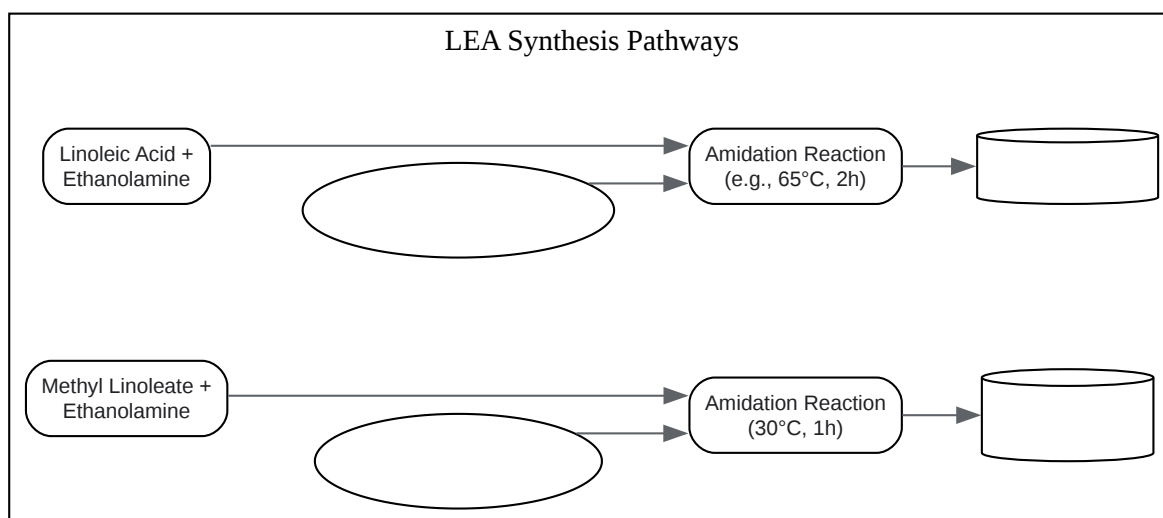 LEA Synthesis Pathways
Linoleic Acid +
Ethanolamine
Amidation Reaction
(e.g., 65°C, 2h)
Methyl Linoleate +
Ethanolamine
Amidation Reaction
(30°C, 1h)